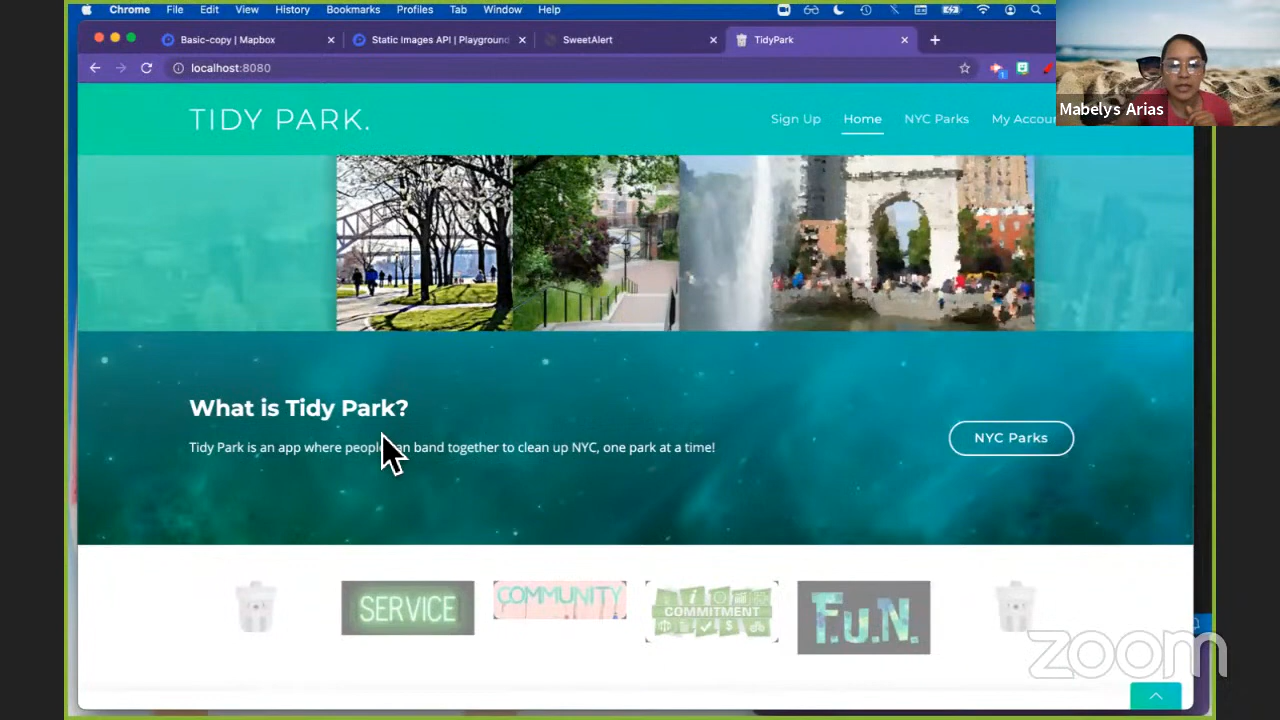 Chrome File Edit View History Bookmarks Profiles Tab Window Help
Basic-copy | Mapbox
Static Images API | Playground
SweetAlert
TidyPark
localhost:8080
Mabelys Arias
TIDY PARK.
Sign Up Home NYC Parks My Accoun
What is Tidy Park?
Tidy Park is an app where people an band together to clean up NYC, one park at a time!
NYC Parks
SERVICE
COMMUNITY
COMMITMENT
F.U.N.
zoom